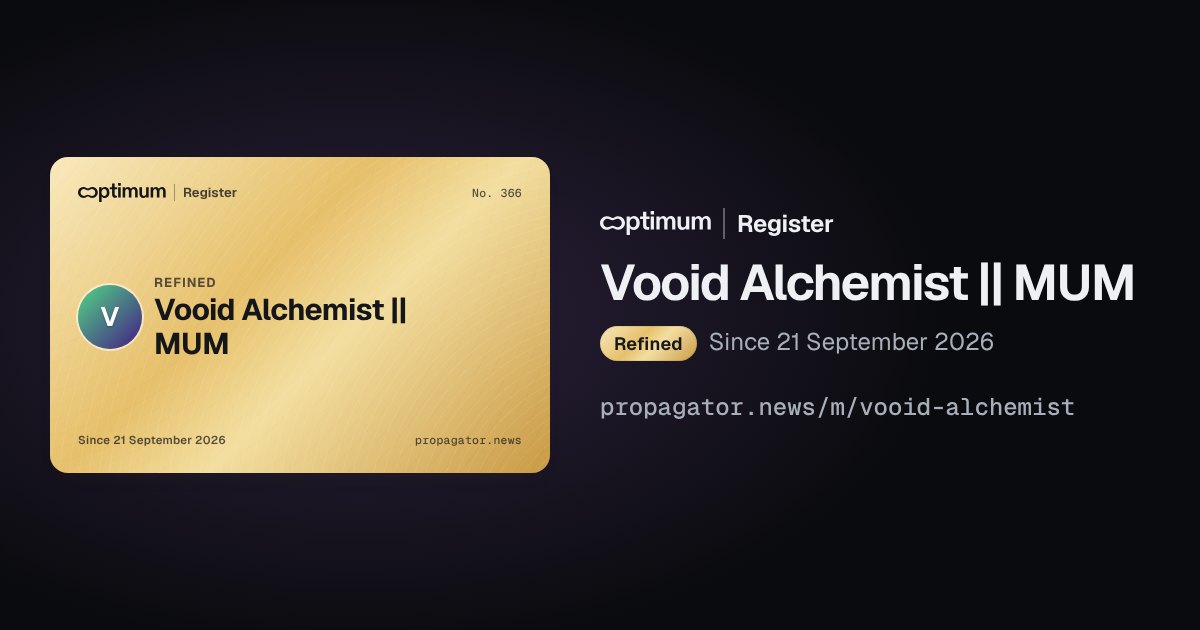 optimum | Register
No. 366
REFINED
V
Vooid Alchemist ||
MUM
Since 21 September 2026
propagator.news
optimum | Register
Vooid Alchemist || MUM
Refined
Since 21 September 2026
propagator.news/m/vooid-alchemist